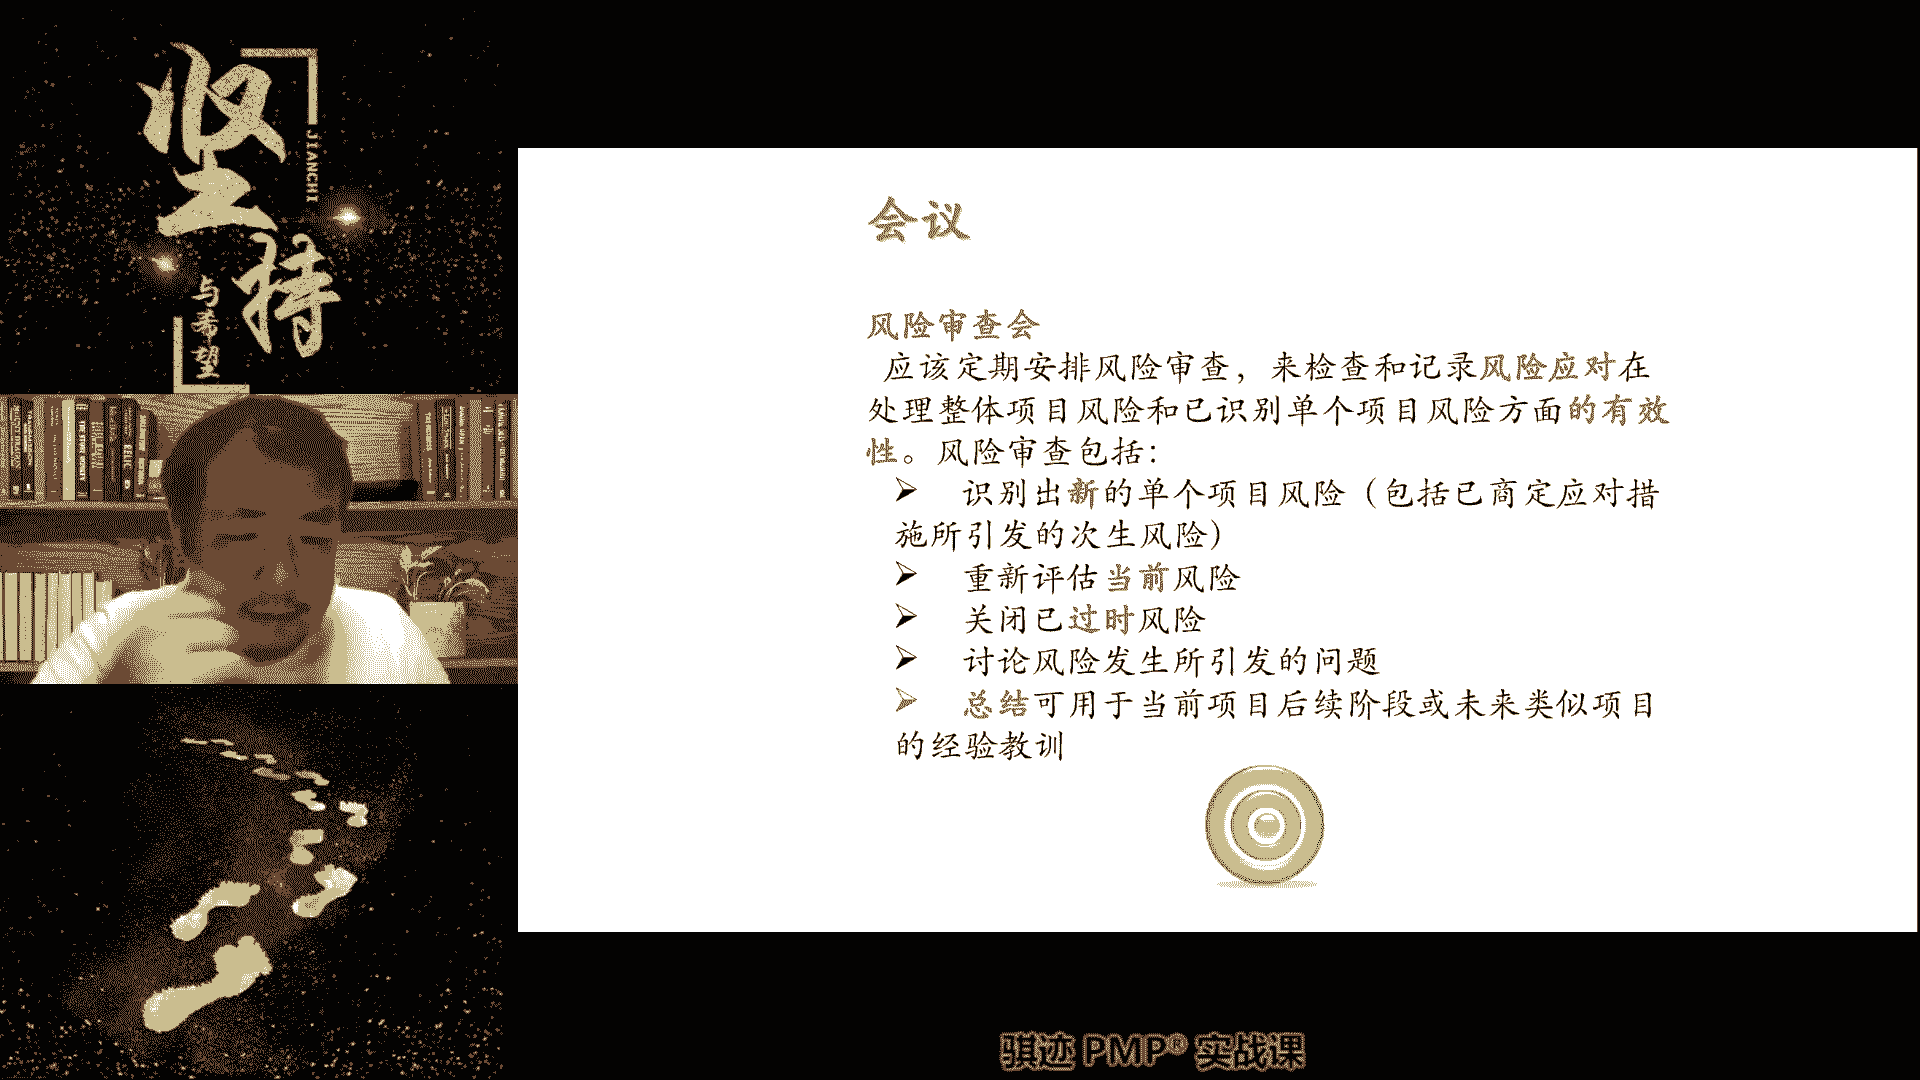 坚持
JIANCHI
与希望
会议
风险审查会
应该定期安排风险审查，来检查和记录风险应对在
处理整体项目风险和已识别单个项目风险方面的有效
性。风险审查包括：
➢ 识别出新的单个项目风险（包括已商定应对措
施所引发的次生风险）
➢ 重新评估当前风险
➢ 关闭已过时风险
➢ 讨论风险发生所引发的问题
➢ 总结可用于当前项目后续阶段或未来类似项目
的经验教训
骐迹 PMP® 实战课